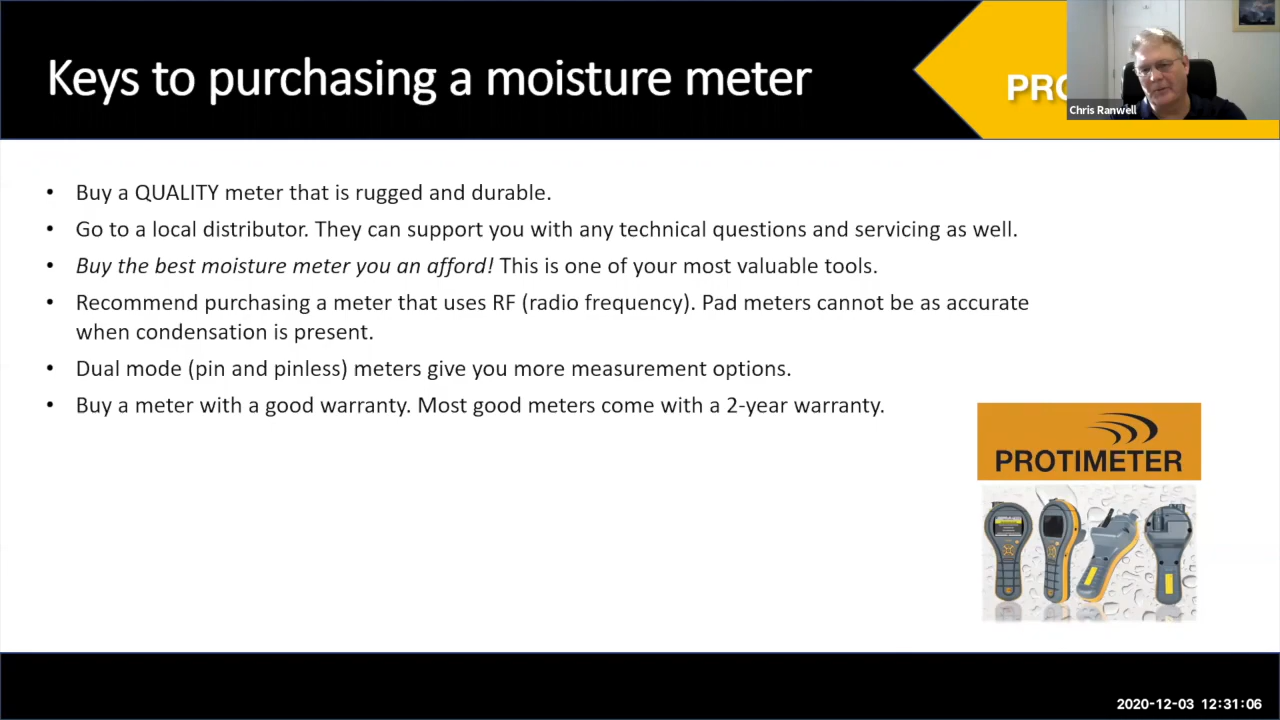 Keys to purchasing a moisture meter
PRO
Chris Ranwell
• Buy a QUALITY meter that is rugged and durable.
• Go to a local distributor. They can support you with any technical questions and servicing as well.
• Buy the best moisture meter you an afford! This is one of your most valuable tools.
• Recommend purchasing a meter that uses RF (radio frequency). Pad meters cannot be as accurate
when condensation is present.
• Dual mode (pin and pinless) meters give you more measurement options.
• Buy a meter with a good warranty. Most good meters come with a 2-year warranty.
PROTIMETER
2020-12-03 12:31:06